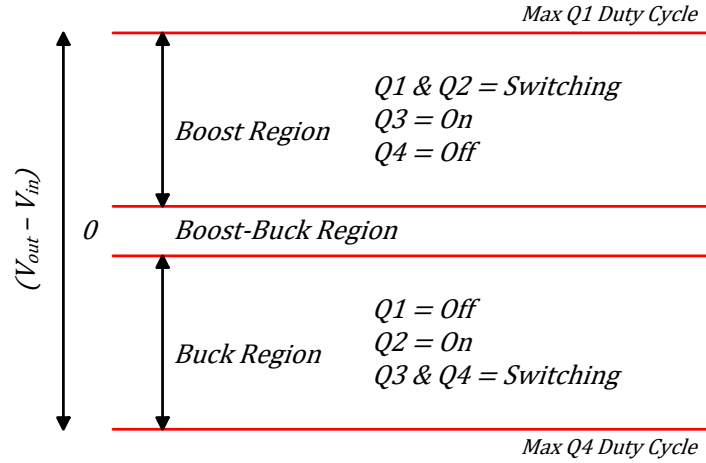 Max Q1 Duty Cycle
Q1 & Q2 = Switching
Boost Region
Q3 = On
Q4 = Off
(Vout − Vin)
0
Boost-Buck Region
Q1 = Off
Buck Region
Q2 = On
Q3 & Q4 = Switching
Max Q4 Duty Cycle